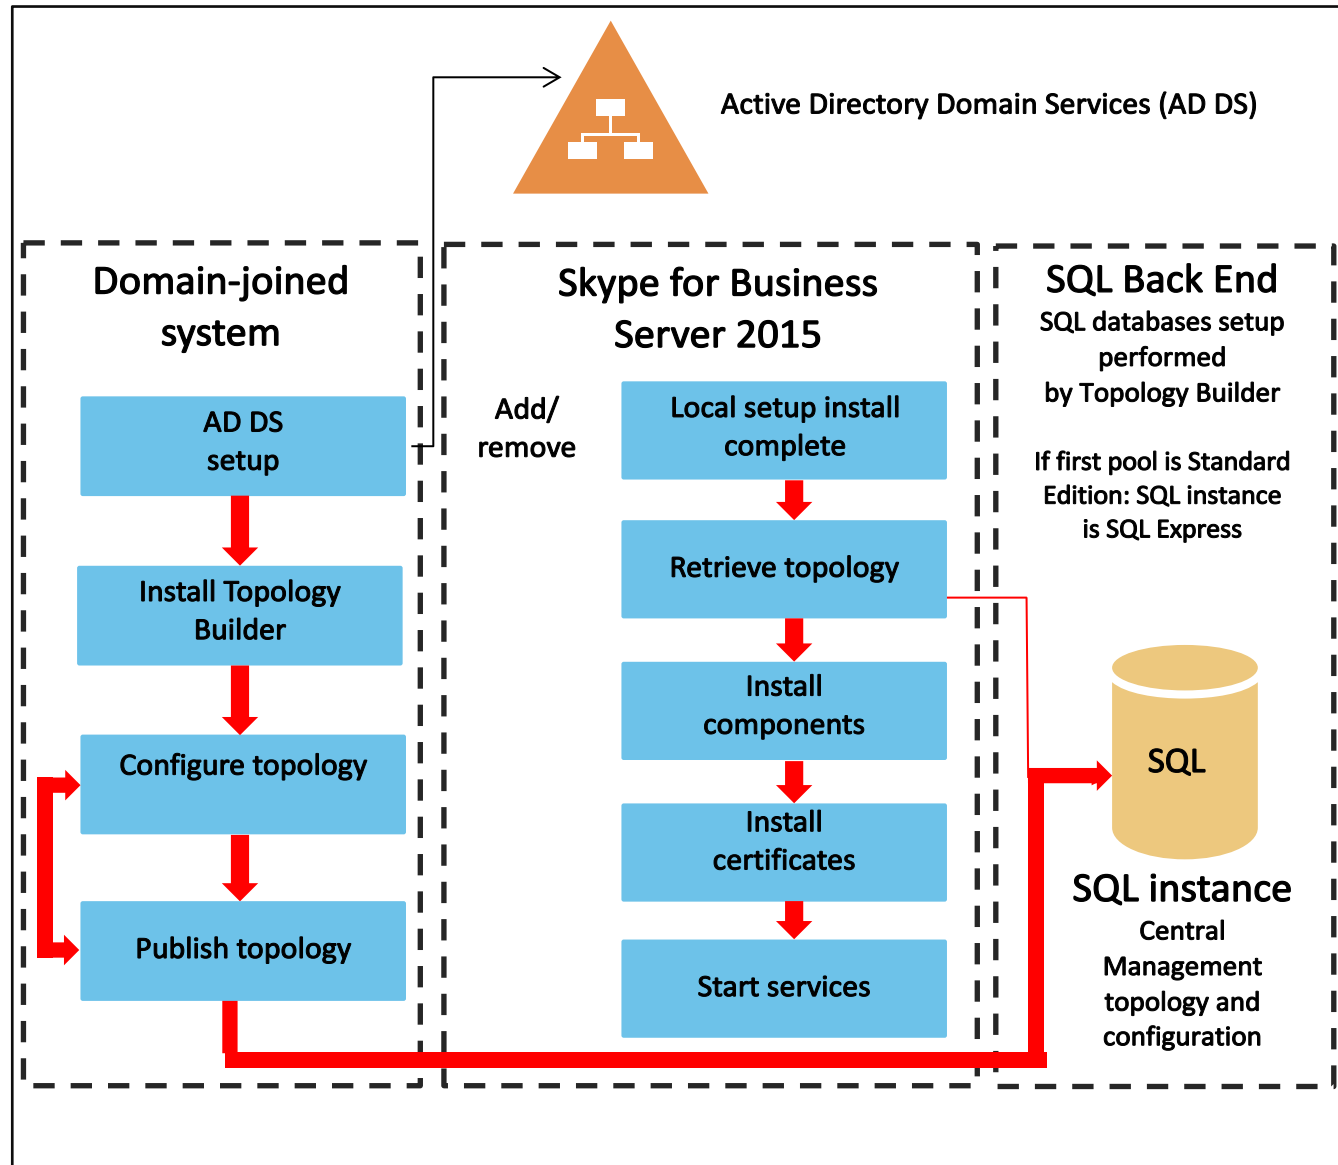 Active Directory Domain Services (AD DS)
Domain-joined
system
AD DS
setup
Install Topology
Builder
Configure topology
Publish topology
Skype for Business
Server 2015
Add/
remove
Local setup install
complete
Retrieve topology
Install
components
Install
certificates
Start services
SQL Back End
SQL databases setup
performed
by Topology Builder
If first pool is Standard
Edition: SQL instance
is SQL Express
SQL
SQL instance
Central
Management
topology and
configuration